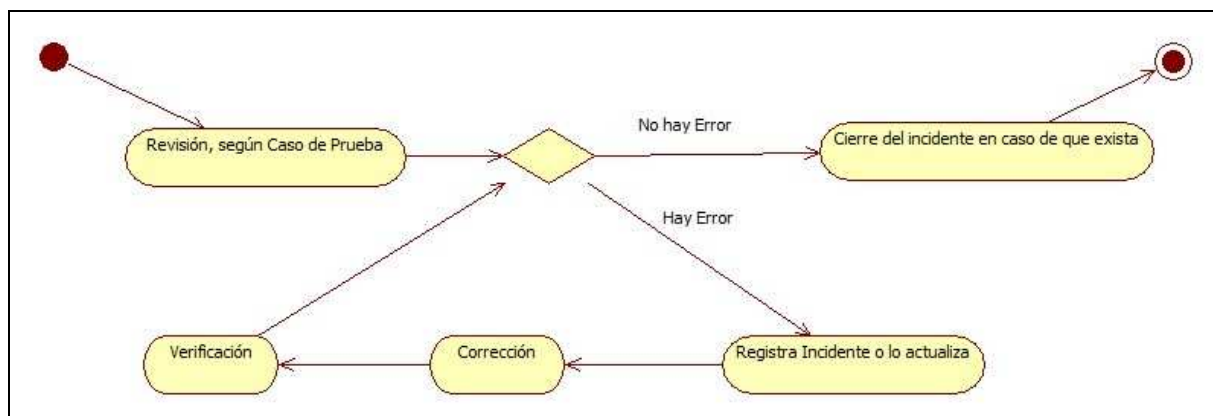 No hay Error
Revisión, según Caso de Prueba
Cierre del incidente en caso de que exista
Hay Error
Verificación
Corrección
Registra Incidente o lo actualiza